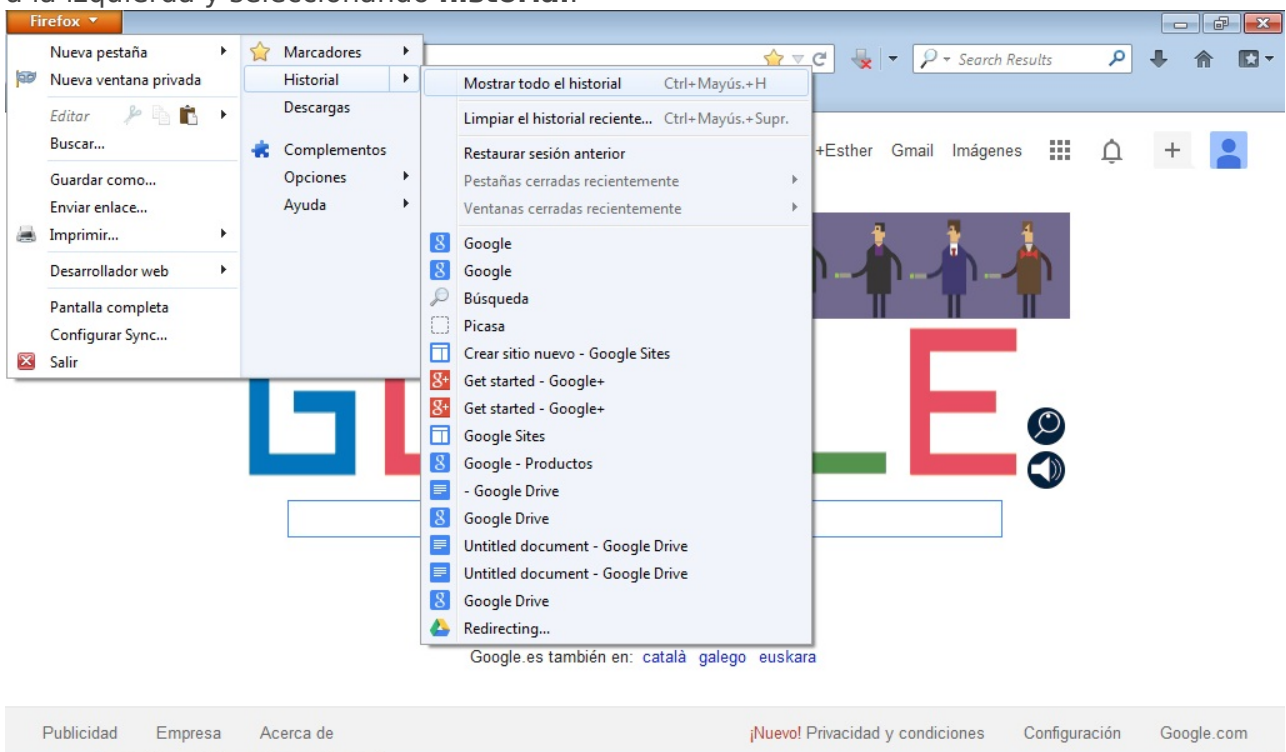 a la izquierda y seleccionando Historial.
Firefox
Nueva pestaña
Nueva ventana privada
Editar
Buscar...
Guardar como...
Enviar enlace...
Imprimir...
Desarrollador web
Pantalla completa
Configurar Sync...
Salir
Marcadores
Historial
Descargas
Complementos
Opciones
Ayuda
Mostrar todo el historial Ctrl+Mayús.+H
Limpiar el historial reciente... Ctrl+Mayús.+Supr.
Restaurar sesión anterior
Pestañas cerradas recientemente
Ventanas cerradas recientemente
Google
Google
Búsqueda
Picasa
Crear sitio nuevo - Google Sites
Get started - Google+
Get started - Google+
Google Sites
Google - Productos
- Google Drive
Google Drive
Untitled document - Google Drive
Untitled document - Google Drive
Google Drive
Redirecting...
Search Results
+Esther Gmail Imágenes
G L E
Google.es también en: català galego euskara
Publicidad Empresa Acerca de ¡Nuevo! Privacidad y condiciones Configuración Google.com